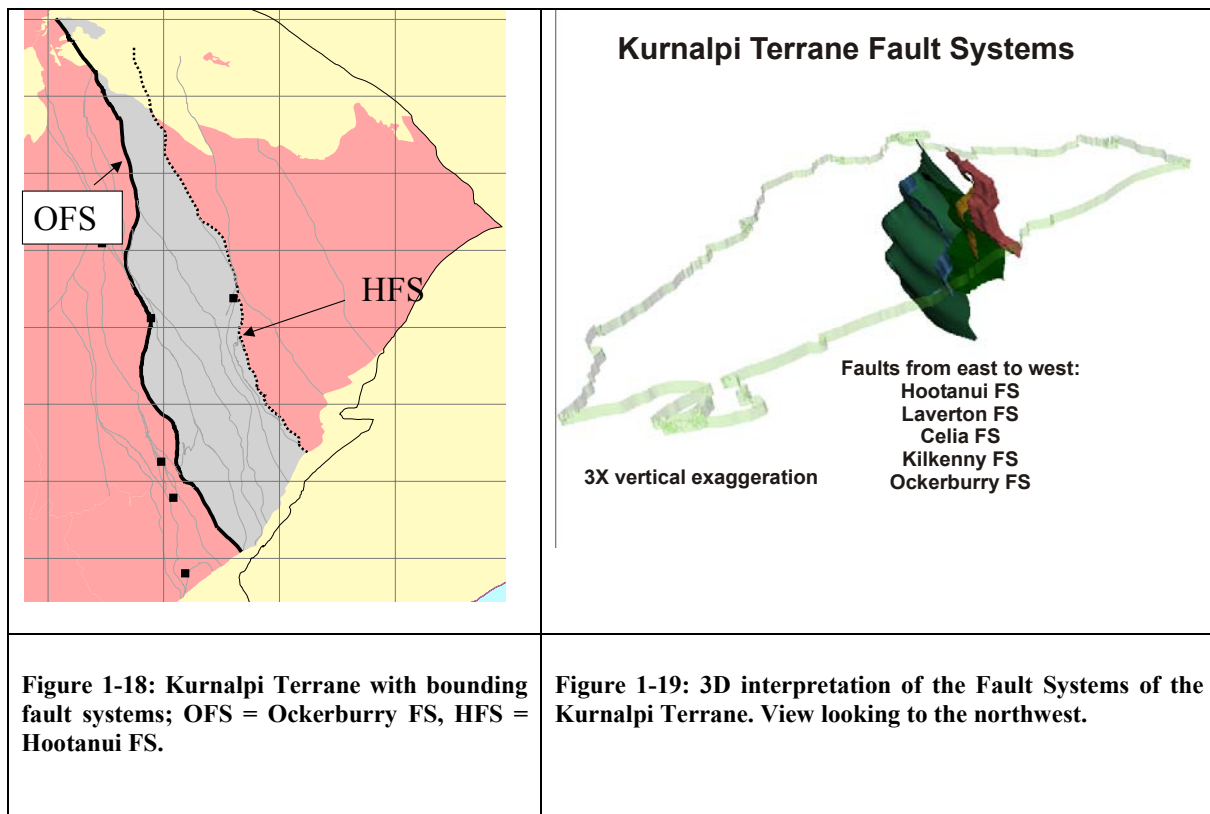 OFS
HFS
Kurnalpi Terrane Fault Systems
Faults from east to west:
Hootanui FS
Laverton FS
Celia FS
Kilkenny FS
Ockerburry FS
3X vertical exaggeration
Figure 1-18: Kurnalpi Terrane with bounding
fault systems; OFS = Ockerburry FS, HFS =
Hootanui FS.
Figure 1-19: 3D interpretation of the Fault Systems of the
Kurnalpi Terrane. View looking to the northwest.